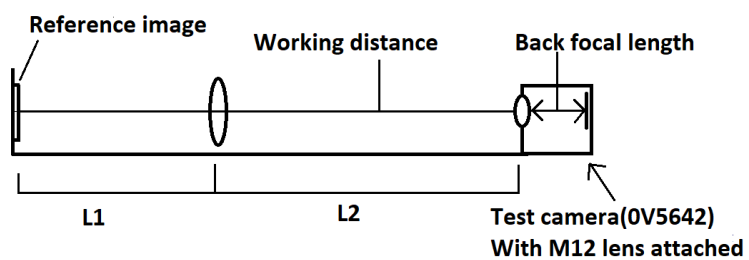 Reference image
Working distance
Back focal length
L1
L2
Test camera(0V5642)
With M12 lens attached